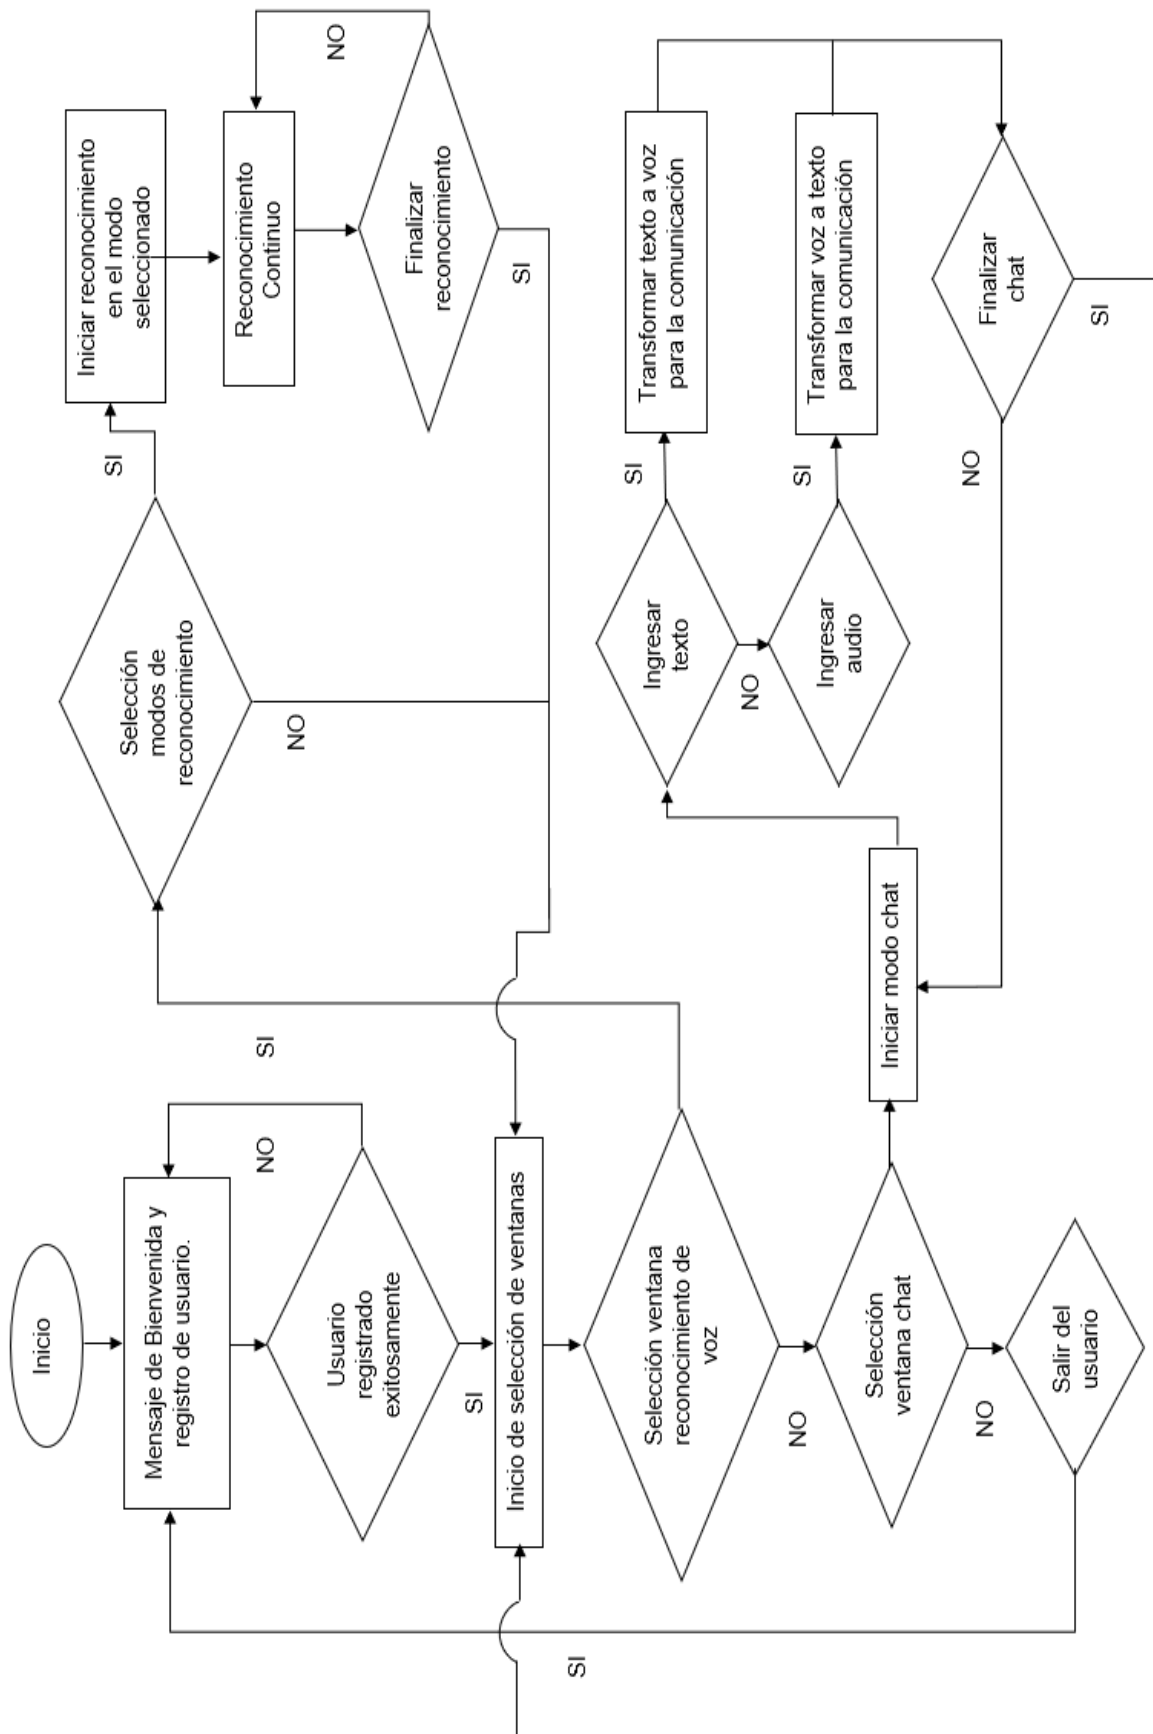 Inicio
Mensaje de Bienvenida y
registro de usuario.
NO
Usuario
registrado
exitosamente
SI
Inicio de selección de ventanas
Selección ventana
reconocimiento de
voz
SI
NO
Selección
ventana chat
NO
Salir del
usuario
SI
Selección
modos de
reconocimiento
SI
NO
Iniciar reconocimiento
en el modo
seleccionado
Reconocimiento
Continuo
NO
Finalizar
reconocimiento
SI
Iniciar modo chat
Ingresar
texto
SI
NO
Ingresar
audio
SI
Transformar texto a voz
para la comunicación
Transformar voz a texto
para la comunicación
Finalizar
chat
NO
SI